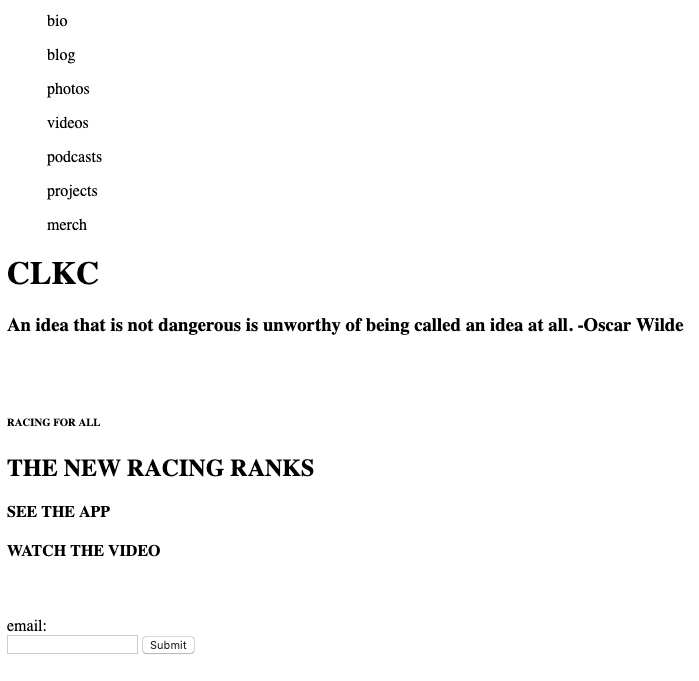 bio
blog
photos
videos
podcasts
projects
merch
CLKC
An idea that is not dangerous is unworthy of being called an idea at all. -Oscar Wilde
RACING FOR ALL
THE NEW RACING RANKS
SEE THE APP
WATCH THE VIDEO
email:
Submit